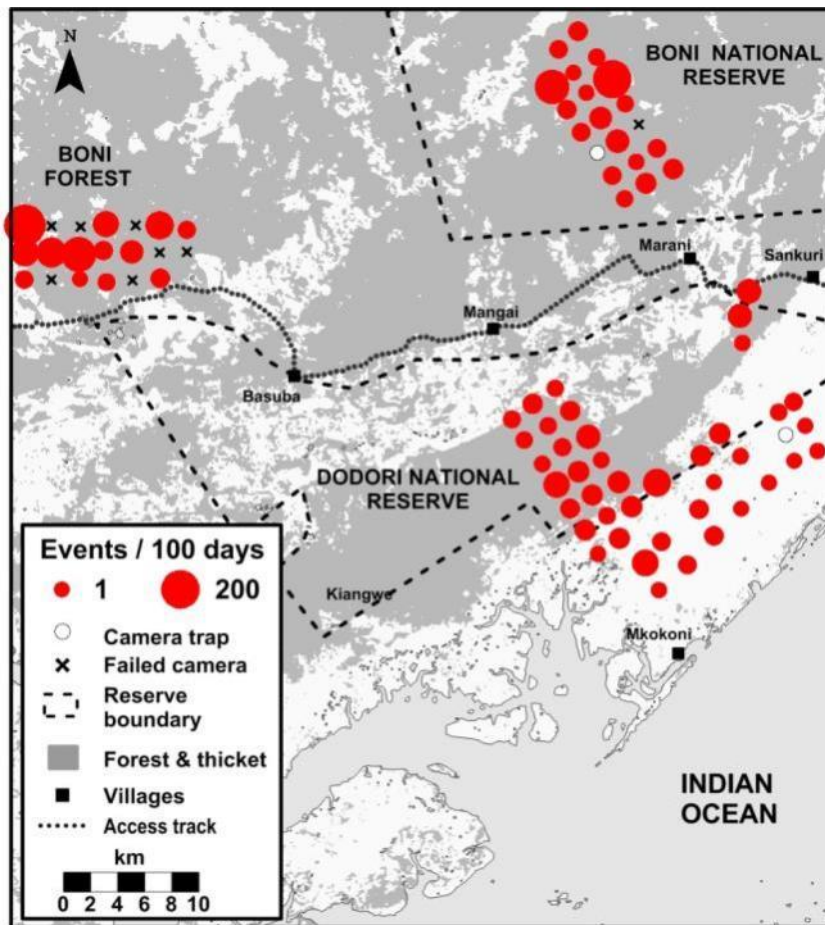 N
BONI NATIONAL
RESERVE
BONI
FOREST
Marani
Sankuri
Mangai
Basuba
DODORI NATIONAL
RESERVE
Kiangwe
Mkokoni
INDIAN
OCEAN
Events / 100 days
1 200
Camera trap
Failed camera
Reserve
boundary
Forest & thicket
Villages
Access track
km
0 2 4 6 8 10